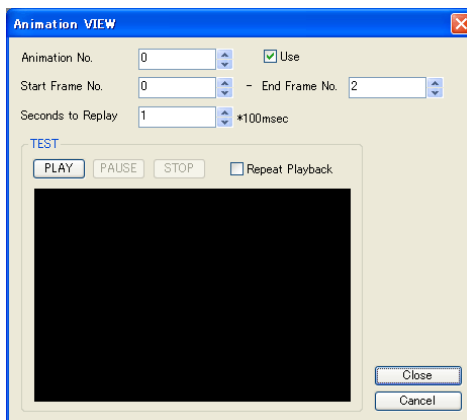 Animation VIEW
Animation No. 0 Use
Start Frame No. 0 - End Frame No. 2
Seconds to Replay 1 *100msec
TEST
PLAY PAUSE STOP Repeat Playback
Close
Cancel